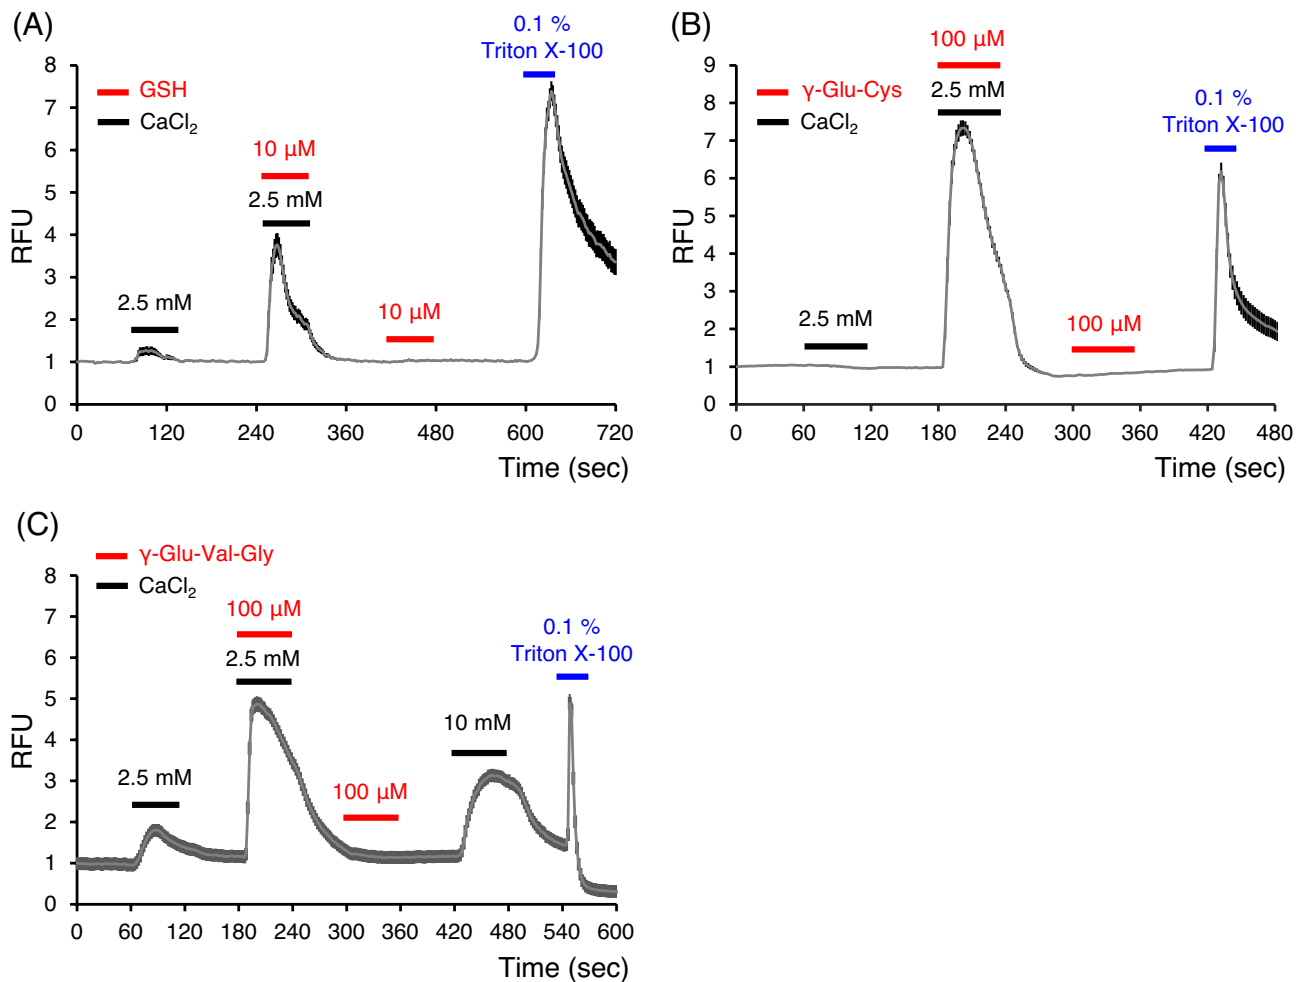 (A)
0.1 %
Triton X-100
GSH
CaCl₂
10 μM
2.5 mM
2.5 mM
10 μM
RFU
8
7
6
5
4
3
2
1
0
0 120 240 360 480 600 720
Time (sec)
(B)
100 μM
γ-Glu-Cys
2.5 mM
CaCl₂
0.1 %
Triton X-100
2.5 mM
100 μM
RFU
9
8
7
6
5
4
3
2
1
0
0 60 120 180 240 300 360 420 480
Time (sec)
(C)
γ-Glu-Val-Gly
CaCl₂
100 μM
2.5 mM
0.1 %
Triton X-100
10 mM
2.5 mM
100 μM
RFU
8
7
6
5
4
3
2
1
0
0 60 120 180 240 300 360 420 480 540 600
Time (sec)